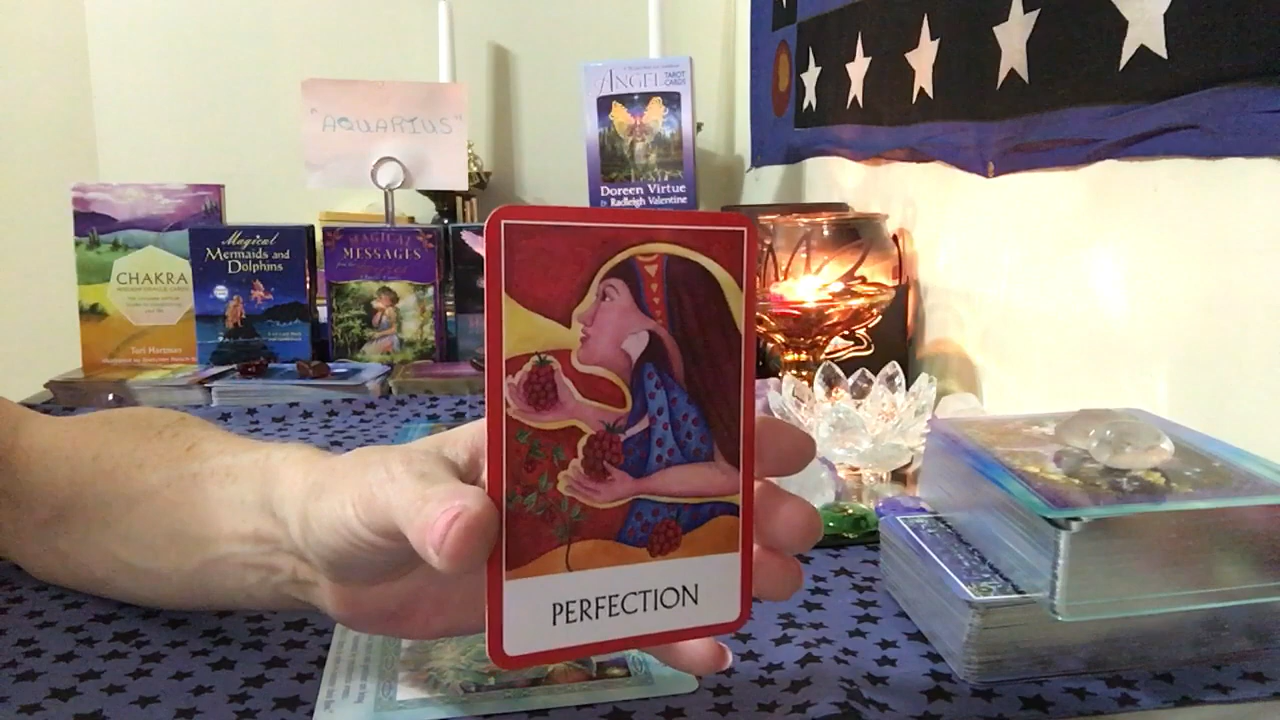 "AQUARIUS"
ANGEL
TAROT
CARDS
Doreen Virtue
& Radleigh Valentine
CHAKRA
Tori Hartman
Magical
Mermaids and
Dolphins
MAGICAL
MESSAGES
PERFECTION